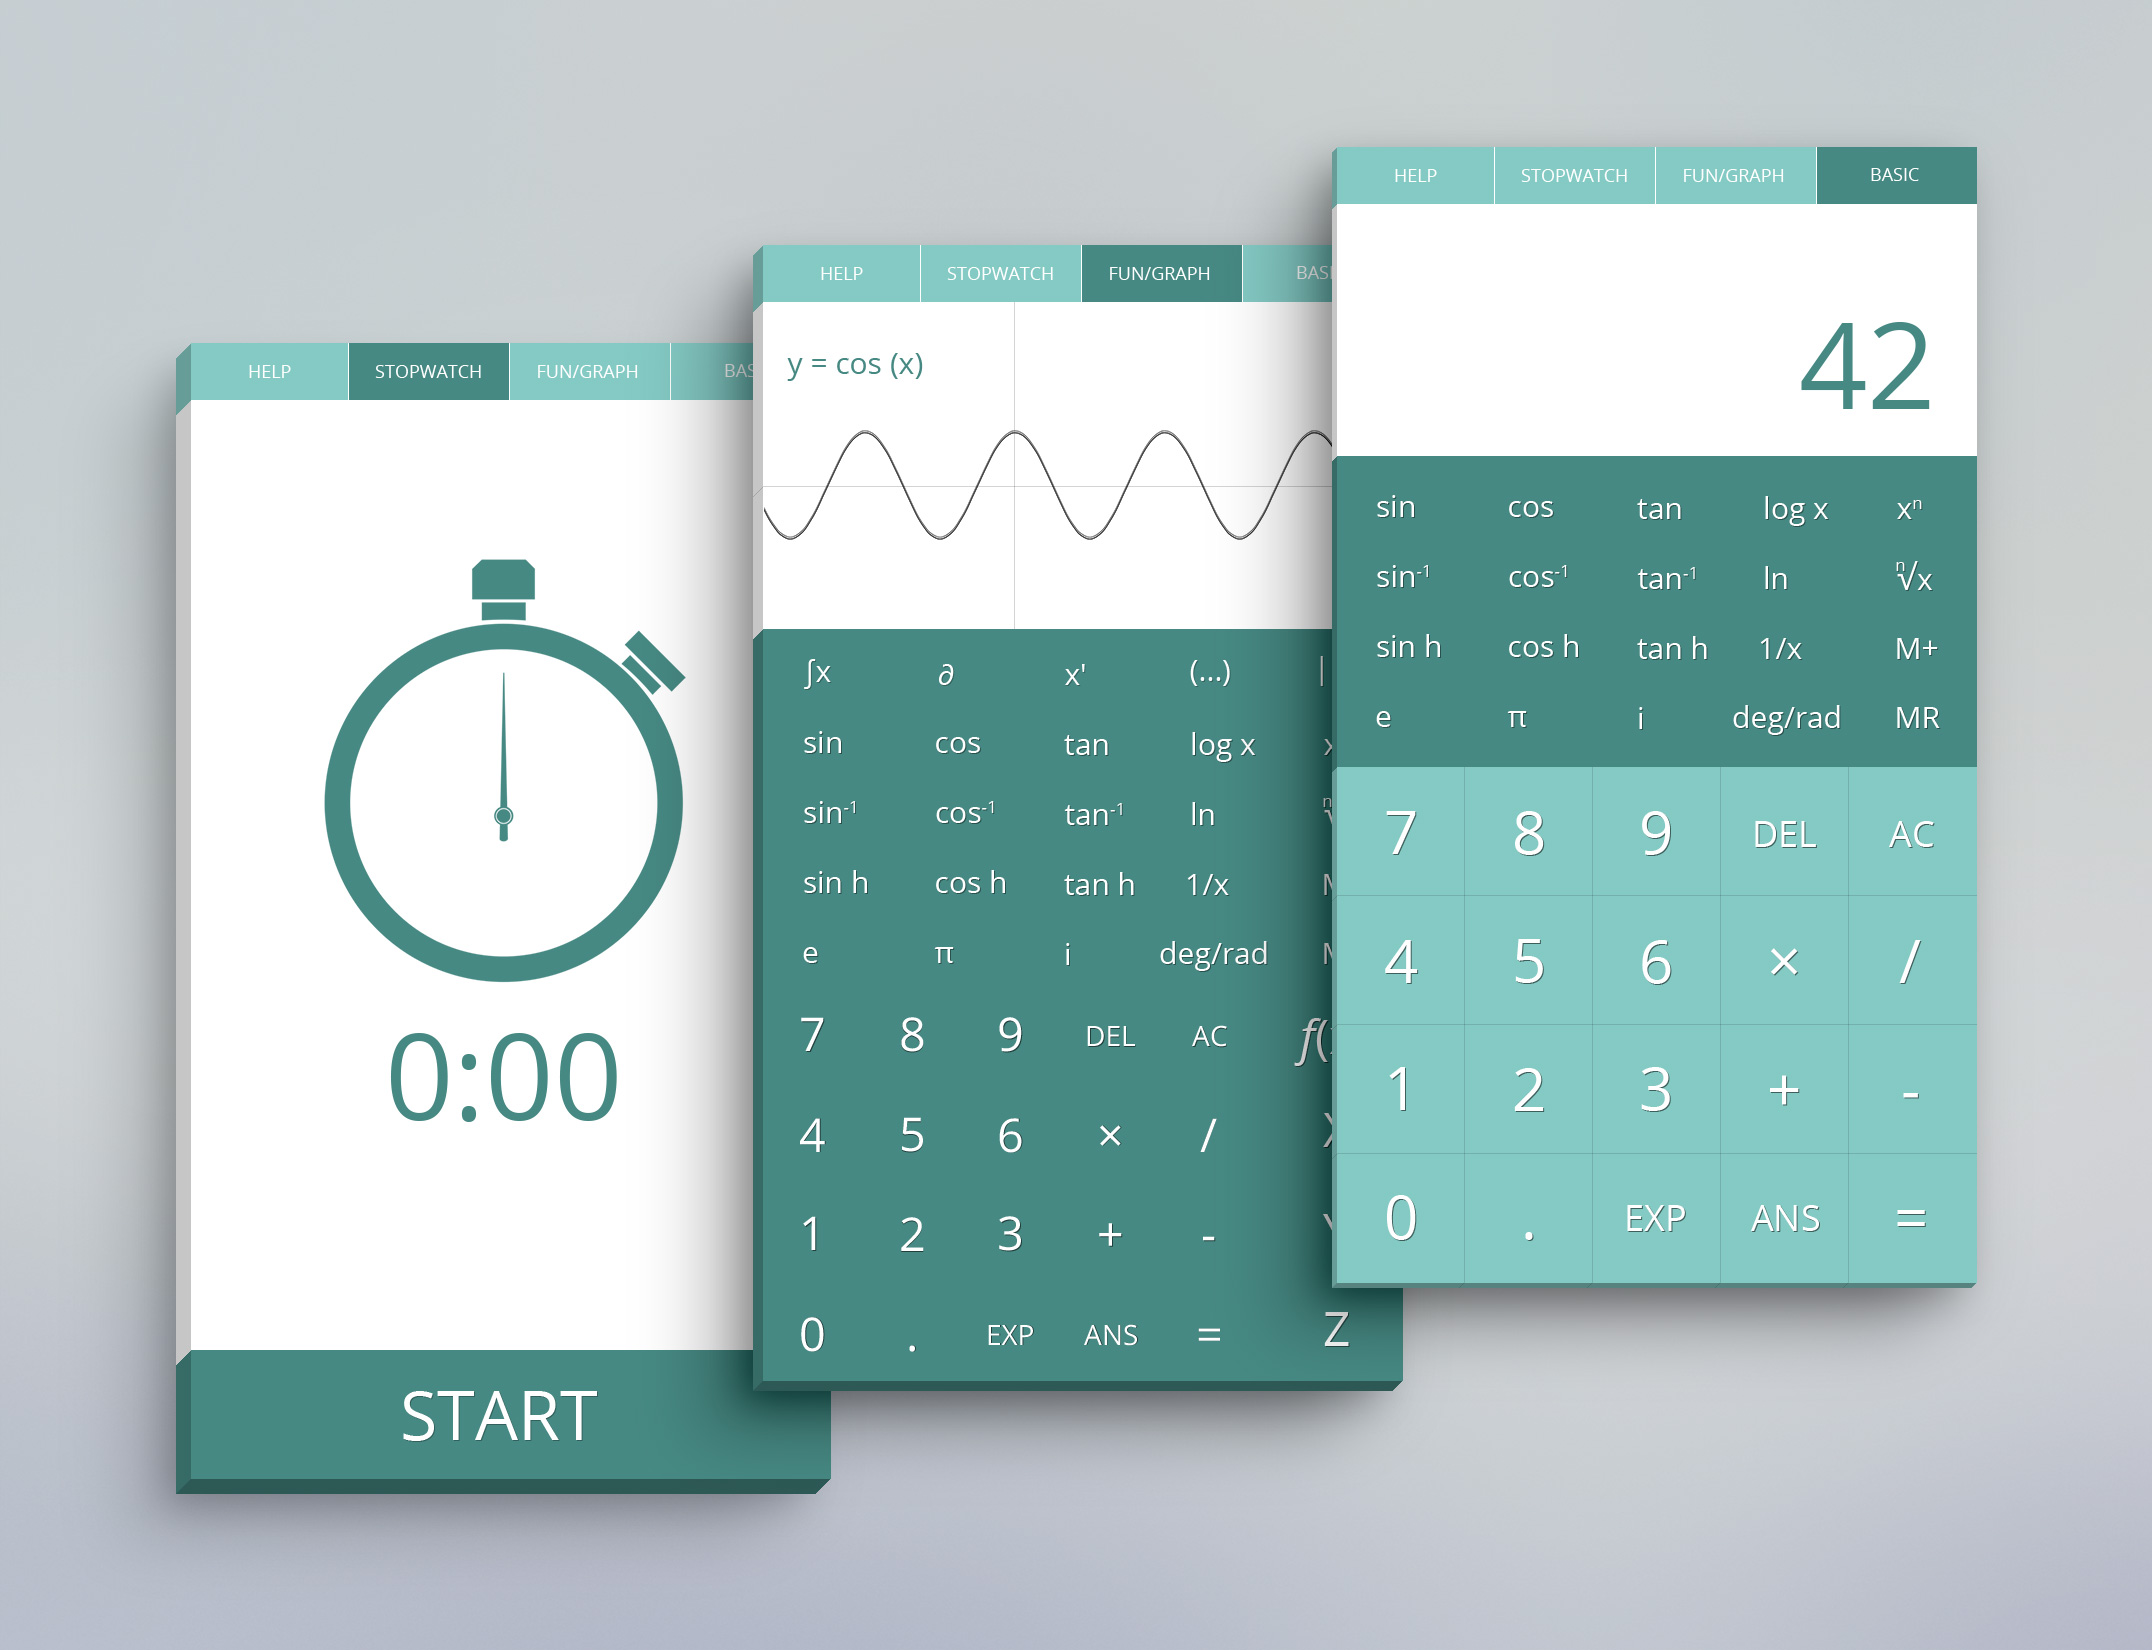 HELP STOPWATCH FUN/GRAPH
0:00
START
HELP STOPWATCH FUN/GRAPH
y = cos (x)
∫x ∂ x' (...)
sin cos tan log x
sin⁻¹ cos⁻¹ tan⁻¹ ln
sin h cos h tan h 1/x
e π i deg/rad
7 8 9 DEL AC
4 5 6 × /
1 2 3 + -
0 . EXP ANS = Z
HELP STOPWATCH FUN/GRAPH BASIC
42
sin cos tan log x xⁿ
sin⁻¹ cos⁻¹ tan⁻¹ ln ⁿ√x
sin h cos h tan h 1/x M+
e π i deg/rad MR
7 8 9 DEL AC
4 5 6 × /
1 2 3 + -
0 . EXP ANS =